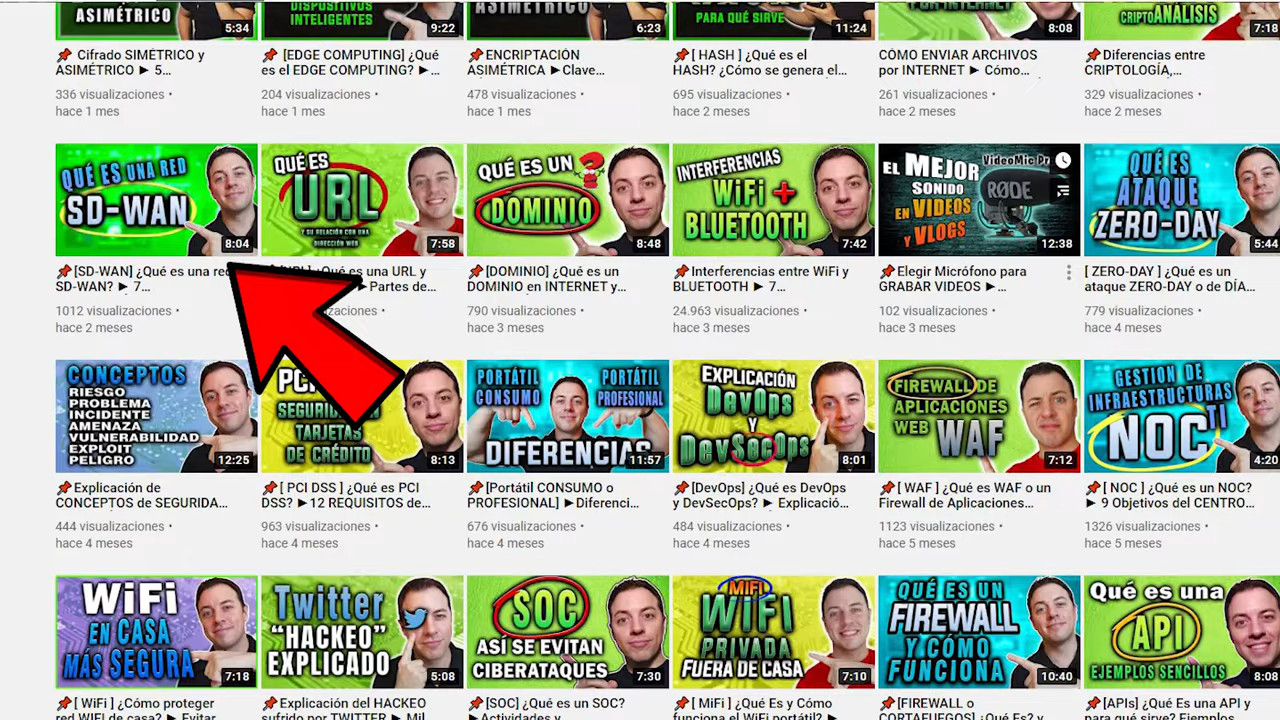 ASIMÉTRICO
5:34
DISPOSITIVOS
INTELIGENTES
9:22
ASIMÉTRICO
6:23
PARA QUÉ SIRVE
11:24
POR INTERNET
8:08
CRIPTOANÁLISIS
7:18
Cifrado SIMÉTRICO y
ASIMÉTRICO ► 5...
336 visualizaciones •
hace 1 mes
[EDGE COMPUTING] ¿Qué
es el EDGE COMPUTING? ►...
204 visualizaciones •
hace 1 mes
ENCRIPTACIÓN
ASIMÉTRICA ►Clave...
478 visualizaciones •
hace 1 mes
[ HASH ] ¿Qué es el
HASH? ¿Cómo se genera el...
695 visualizaciones •
hace 2 meses
CÓMO ENVIAR ARCHIVOS
por INTERNET ► Cómo...
261 visualizaciones •
hace 2 meses
Diferencias entre
CRIPTOLOGÍA,...
329 visualizaciones •
hace 2 meses
QUÉ ES UNA RED
SD-WAN
8:04
QUÉ ES
URL
Y SU RELACIÓN CON UNA
DIRECCIÓN WEB
7:58
QUÉ ES UN ?
DOMINIO
8:48
INTERFERENCIAS
WiFi +
BLUETOOTH
7:42
EL MEJOR
SONIDO
EN VIDEOS
Y VLOGS
VideoMic Pr
RØDE
12:38
QUÉ ES
ATAQUE
ZERO-DAY
5:44
[SD-WAN] ¿Qué es una red
SD-WAN? ► 7...
1012 visualizaciones •
hace 2 meses
¿Qué es una URL y
► Partes de...
visualizaciones •
[DOMINIO] ¿Qué es un
DOMINIO en INTERNET y...
790 visualizaciones •
hace 3 meses
Interferencias entre WiFi y
BLUETOOTH ► 7...
24.963 visualizaciones •
hace 3 meses
Elegir Micrófono para
GRABAR VIDEOS ►...
102 visualizaciones •
hace 3 meses
[ ZERO-DAY ] ¿Qué es un
ataque ZERO-DAY o de DÍA...
779 visualizaciones •
hace 4 meses
CONCEPTOS
RIESGO
PROBLEMA
INCIDENTE
AMENAZA
VULNERABILIDAD
EXPLOIT
PELIGRO
12:25
TARJETAS
DE CRÉDITO
8:13
PORTÁTIL
CONSUMO
PORTÁTIL
PROFESIONAL
DIFERENCIAS
11:57
EXPLICACIÓN
DevOps
Y
DevSecOps
8:01
FIREWALL DE
APLICACIONES
WEB WAF
7:12
GESTION DE
INFRAESTRUCTURAS
TI
NOC
4:20
Explicación de
CONCEPTOS de SEGURIDA...
444 visualizaciones •
hace 4 meses
[ PCI DSS ] ¿Qué es PCI
DSS? ►12 REQUISITOS de...
963 visualizaciones •
hace 4 meses
[Portátil CONSUMO o
PROFESIONAL] ►Diferenci...
676 visualizaciones •
hace 4 meses
[DevOps] ¿Qué es DevOps
y DevSecOps? ► Explicació...
484 visualizaciones •
hace 4 meses
[ WAF ] ¿Qué es WAF o un
Firewall de Aplicaciones...
1123 visualizaciones •
hace 5 meses
[ NOC ] ¿Qué es un NOC?
► 9 Objetivos del CENTRO...
1326 visualizaciones •
hace 5 meses
WiFi
EN CASA
MÁS SEGURA
7:18
Twitter
"HACKEO"
EXPLICADO
5:08
SOC
ASÍ SE EVITAN
CIBERATAQUES
7:30
MIFI
WIFI
PRIVADA
FUERA DE CASA
7:10
QUÉ ES UN
FIREWALL
Y CÓMO
FUNCIONA
10:40
Qué es una
API
EJEMPLOS SENCILLOS
8:08
[ WiFi ] ¿Cómo proteger
red WIFI de casa? ► Evitar
Explicación del HACKEO
sufrido por TWITTER ► Mil
[SOC] ¿Qué es un SOC?
►Actividades y
[ MiFi ] ¿Qué Es y Cómo
funciona el WiFi portátil? ►
[FIREWALL o
CORTAFUEGOS] ¿Qué Es? y
[APIs] ¿Qué es una API y
para qué sirve? Ejemplos